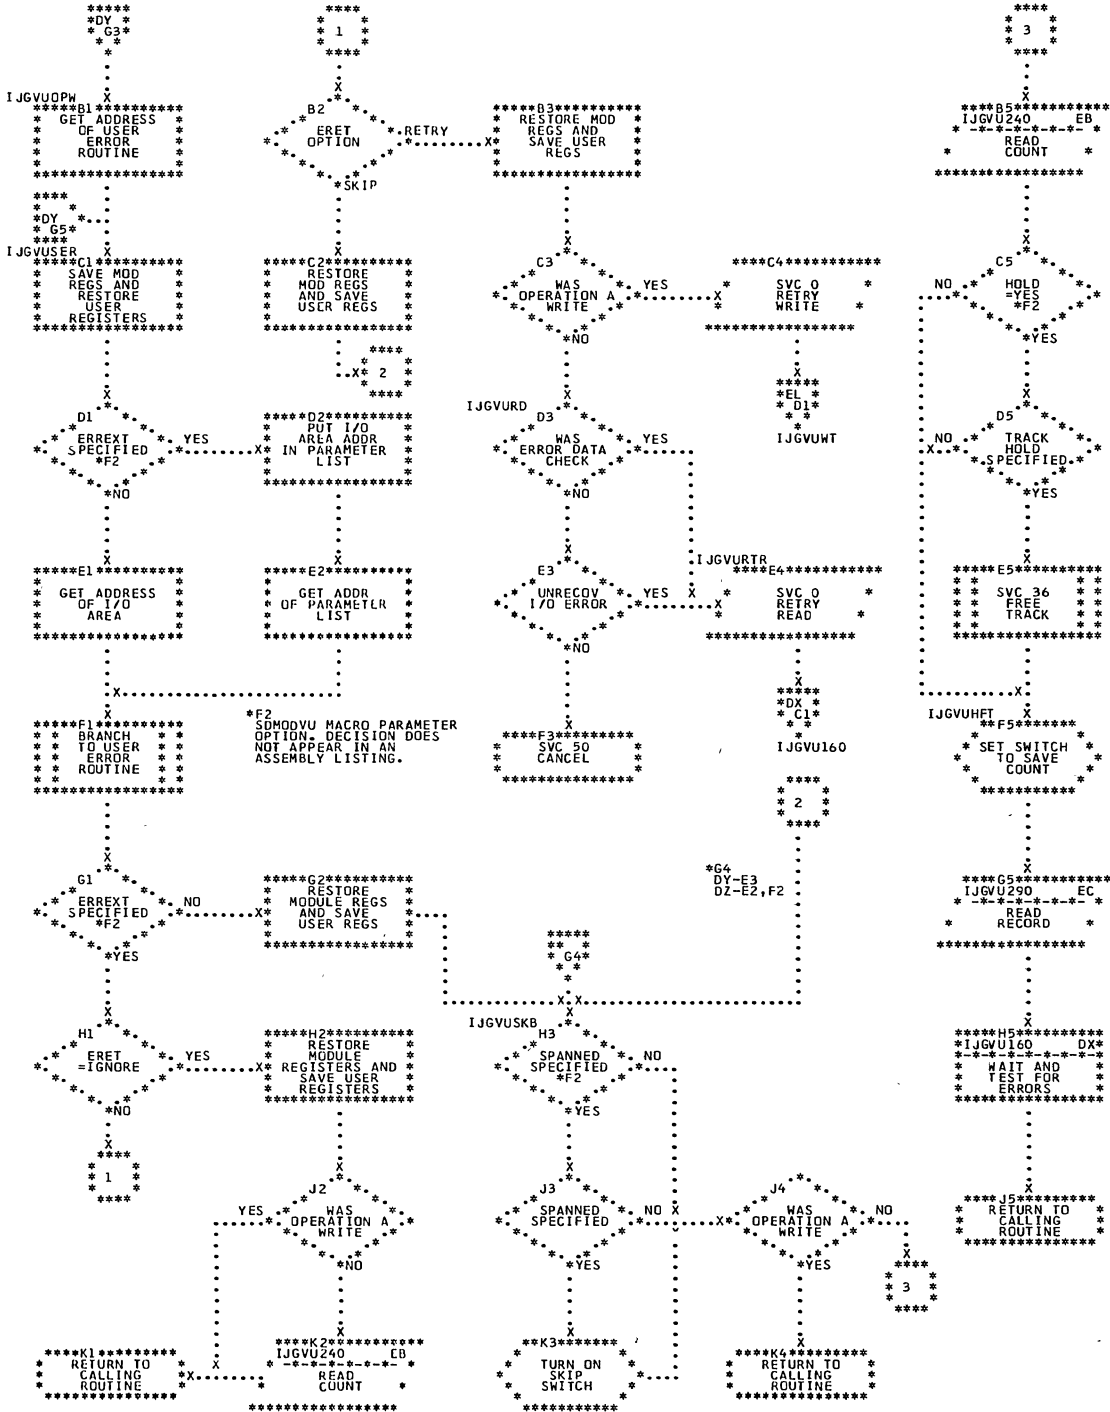 DY
G3
IJGVUOPW
B1
GET ADDRESS
OF USER
ERROR
ROUTINE
DY
G5
IJGVUSER
C1
SAVE MOD
REGS AND
RESTORE
USER
REGISTERS
D1
ERREXT
SPECIFIED
*F2
YES
NO
E1
GET ADDRESS
OF I/O
AREA
F1
BRANCH
TO USER
ERROR
ROUTINE
G1
ERREXT
SPECIFIED
*F2
NO
YES
H1
ERET
=IGNORE
YES
NO
1
K1
RETURN TO
CALLING
ROUTINE
1
B2
ERET
OPTION
RETRY
SKIP
C2
RESTORE
MOD REGS
AND SAVE
USER REGS
2
D2
PUT I/O
AREA ADDR
IN PARAMETER
LIST
E2
GET ADDR
OF PARAMETER
LIST
*F2
SDMODVU MACRO PARAMETER
OPTION. DECISION DOES
NOT APPEAR IN AN
ASSEMBLY LISTING.
G2
RESTORE
MODULE REGS
AND SAVE
USER REGS
H2
RESTORE
MODULE
REGISTERS AND
SAVE USER
REGISTERS
J2
WAS
OPERATION A
WRITE
YES
NO
K2
IJGVU240 EB
READ
COUNT
B3
RESTORE MOD
REGS AND
SAVE USER
REGS
C3
WAS
OPERATION A
WRITE
YES
NO
IJGVURD
D3
WAS
ERROR DATA
CHECK
YES
NO
E3
UNRECOV
I/O ERROR
YES
NO
F3
SVC 50
CANCEL
G4
IJGVUSKB
H3
SPANNED
SPECIFIED
*F2
NO
YES
J3
SPANNED
SPECIFIED
NO
YES
K3
TURN ON
SKIP
SWITCH
C4
SVC 0
RETRY
WRITE
EL
D1
IJGVUWT
IJGVURTR
E4
SVC 0
RETRY
READ
DX
C1
IJGVU160
2
*G4
DY-E3
DZ-E2,F2
J4
WAS
OPERATION A
WRITE
NO
YES
3
K4
RETURN TO
CALLING
ROUTINE
3
B5
IJGVU240 EB
READ
COUNT
C5
HOLD
=YES
*F2
NO
YES
D5
TRACK
HOLD
SPECIFIED
NO
YES
E5
SVC 36
FREE
TRACK
IJGVUHFT
F5
SET SWITCH
TO SAVE
COUNT
G5
IJGVU290 EC
READ
RECORD
H5
IJGVU160 DX
WAIT AND
TEST FOR
ERRORS
J5
RETURN TO
CALLING
ROUTINE